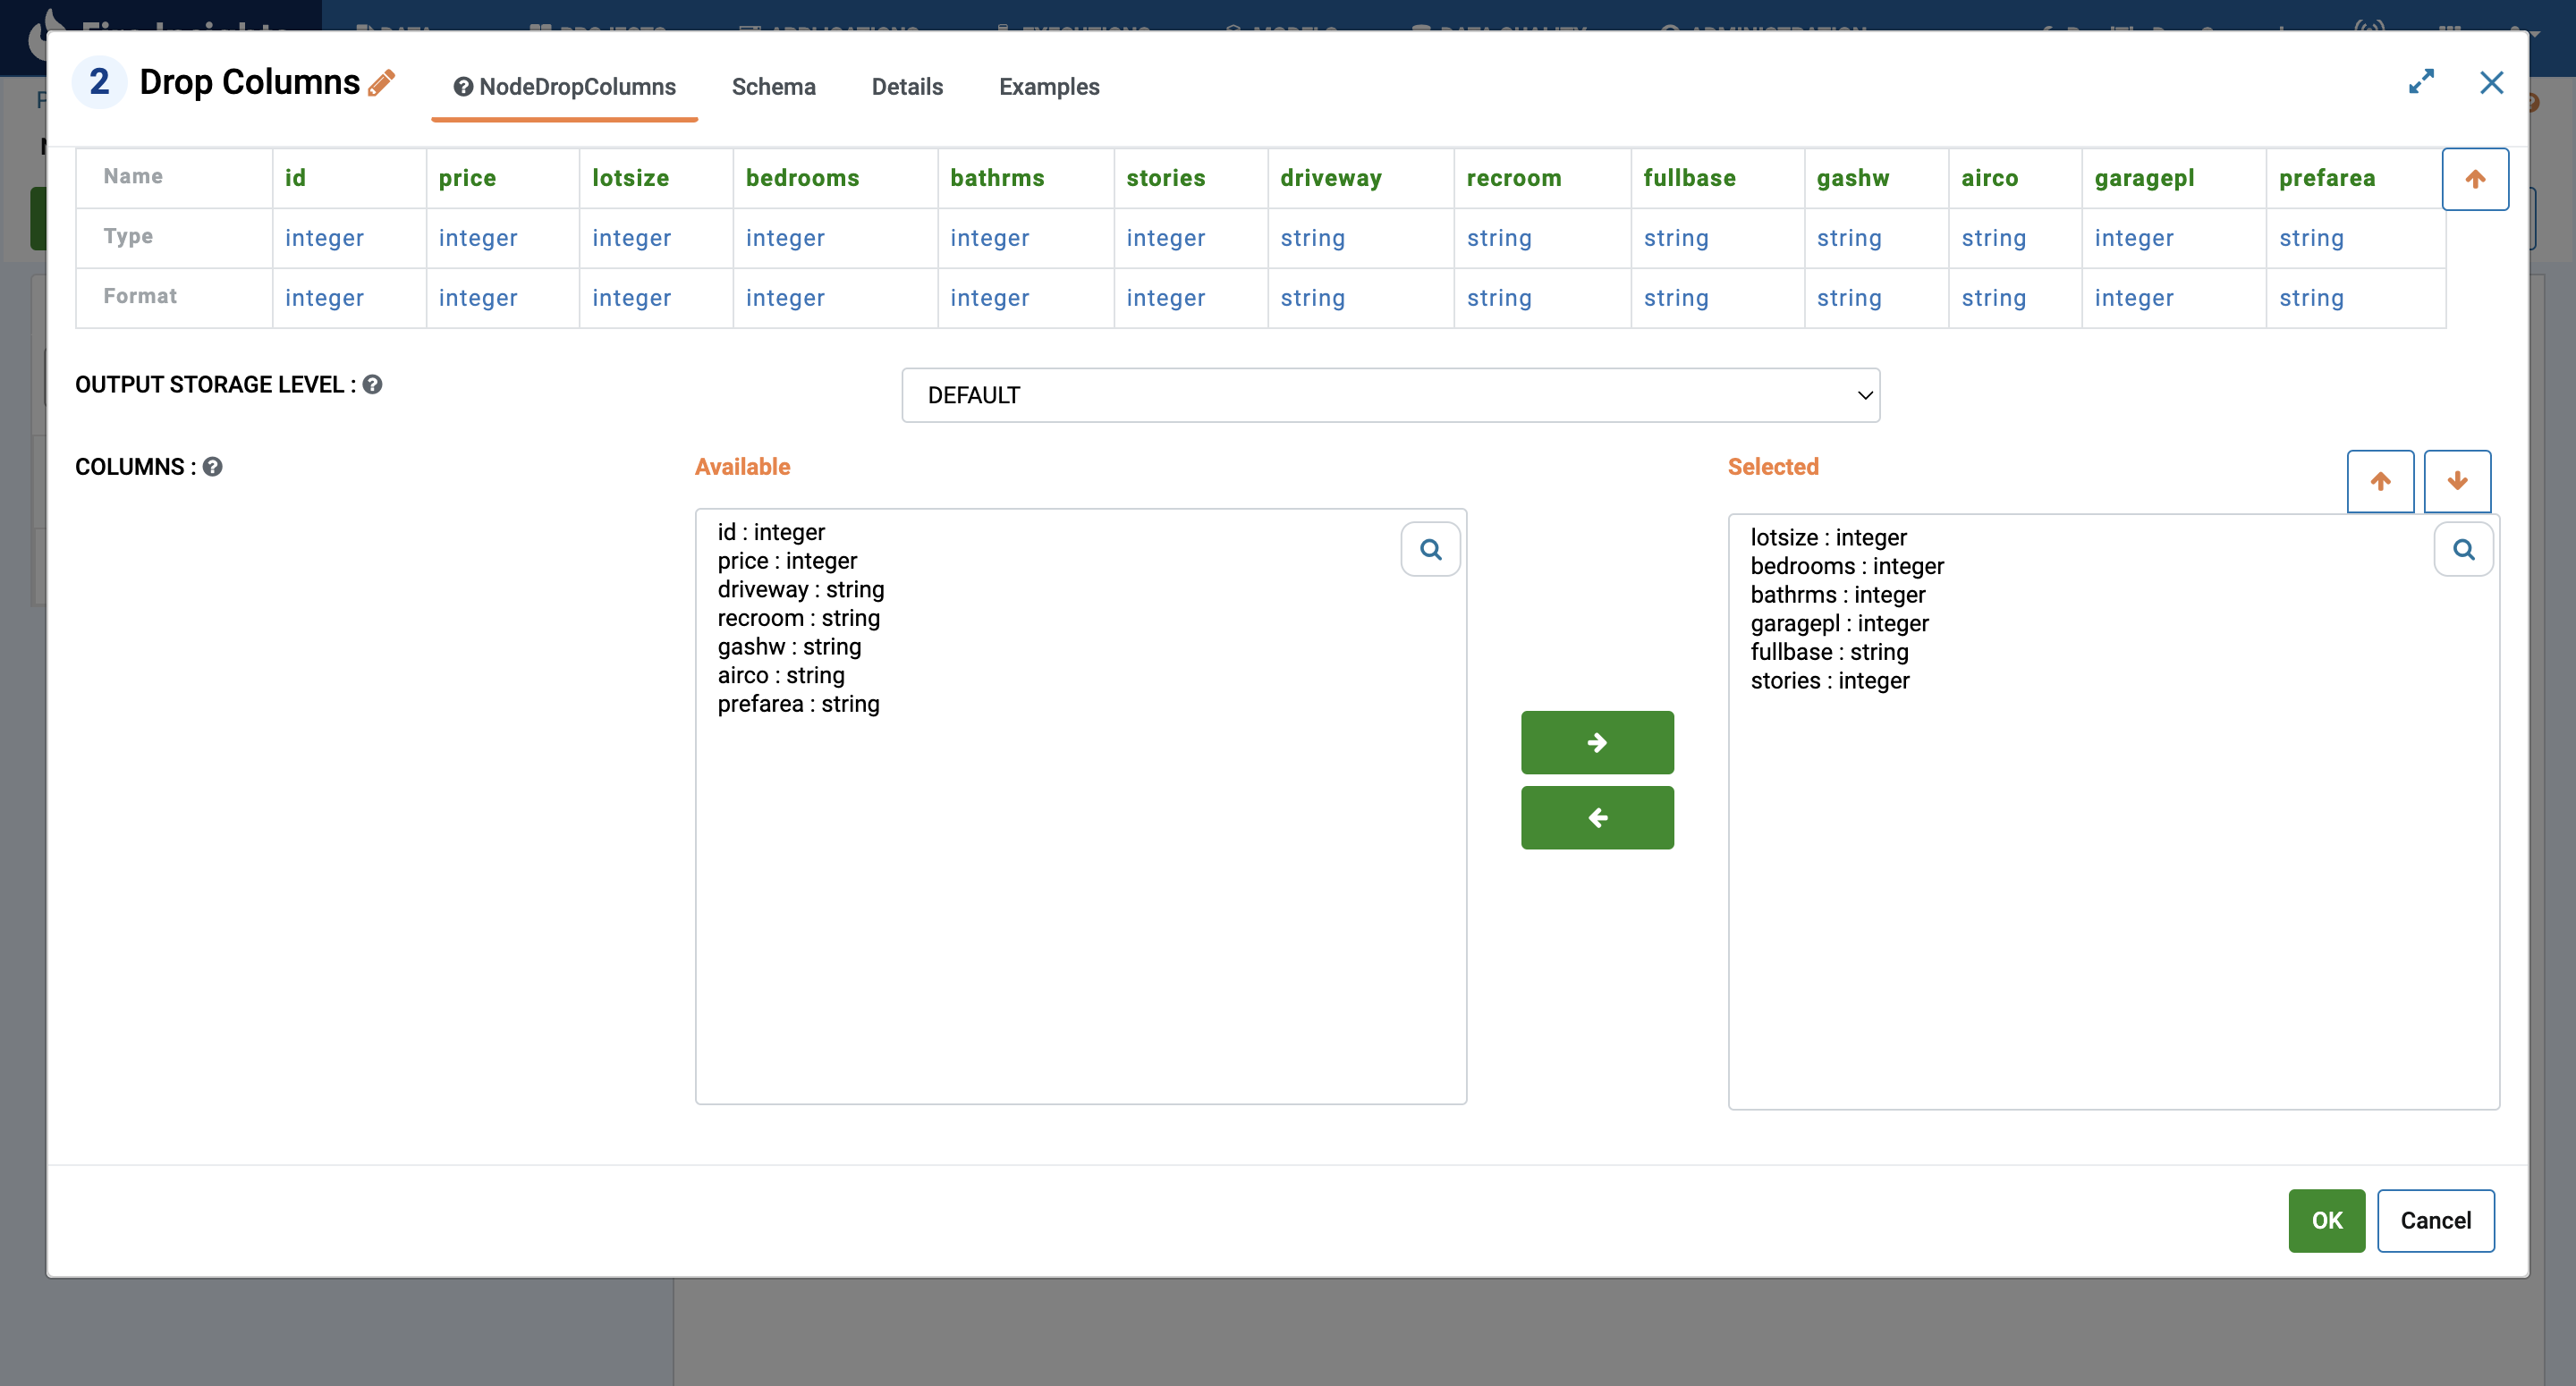 2 Drop Columns NodeDropColumns Schema Details Examples
Name id price lotsize bedrooms bathrms stories driveway recroom fullbase gashw airco garagepl prefarea
Type integer integer integer integer integer integer string string string string string integer string
Format integer integer integer integer integer integer string string string string string integer string
OUTPUT STORAGE LEVEL : DEFAULT
COLUMNS : Available Selected
id : integer
price : integer
driveway : string
recroom : string
gashw : string
airco : string
prefarea : string
lotsize : integer
bedrooms : integer
bathrms : integer
garagepl : integer
fullbase : string
stories : integer
OK Cancel